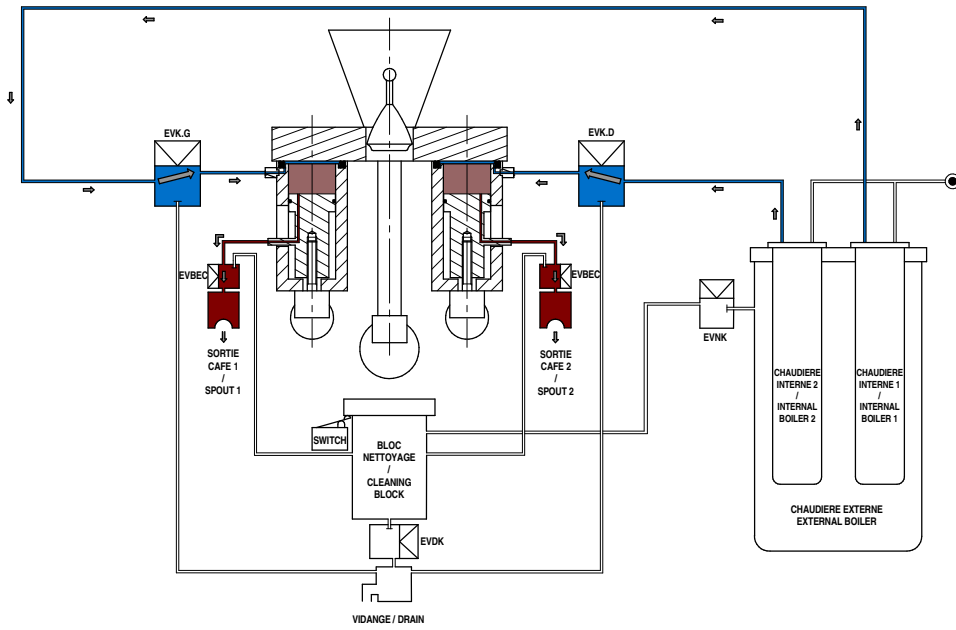 EVK.G
EVK.D
EVBEC
EVBEC
EVNK
SORTIE
CAFE 1
/
SPOUT 1
SORTIE
CAFE 2
/
SPOUT 2
CHAUDIERE
INTERNE 2
/
INTERNAL
BOILER 2
CHAUDIERE
INTERNE 1
/
INTERNAL
BOILER 1
SWITCH
BLOC
NETTOYAGE
/
CLEANING
BLOCK
CHAUDIERE EXTERNE
EXTERNAL BOILER
EVDK
VIDANGE / DRAIN